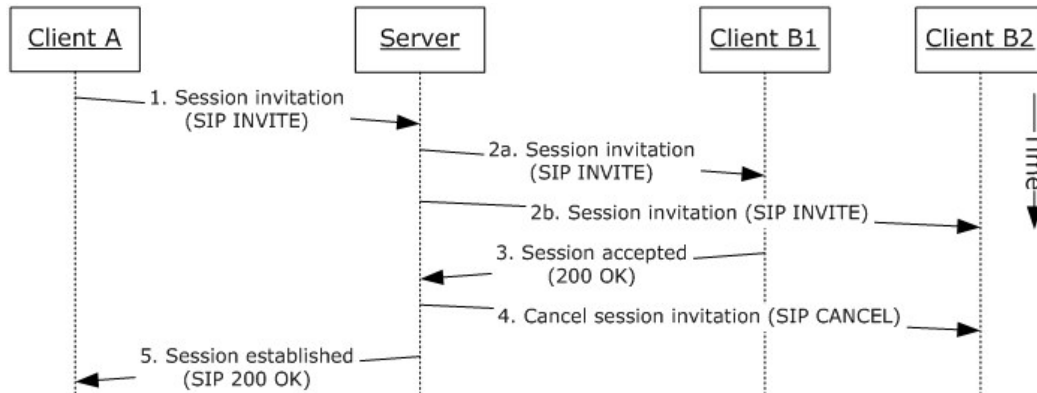 Client A
Server
Client B1
Client B2
1. Session invitation
(SIP INVITE)
Time
2a. Session invitation
(SIP INVITE)
2b. Session invitation (SIP INVITE)
3. Session accepted
(200 OK)
4. Cancel session invitation (SIP CANCEL)
5. Session established
(SIP 200 OK)